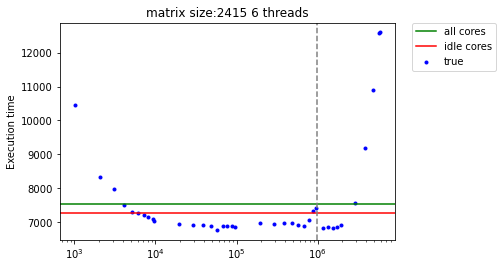 matrix size:2415 6 threads
all cores
idle cores
true
Execution time
12000
11000
10000
9000
8000
7000
10³
10⁴
10⁵
10⁶